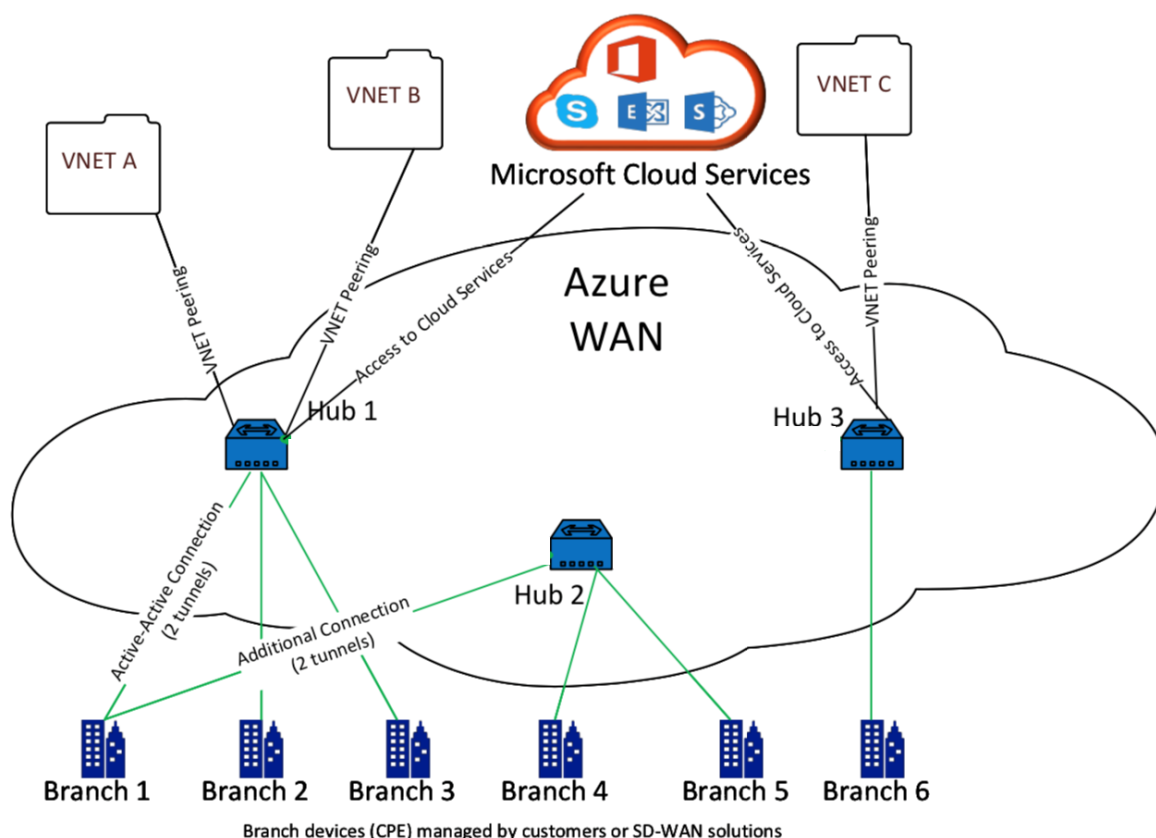 VNET B
VNET C
VNET A
E
S
S
Microsoft Cloud Services
VNET Peering
VNET Peering
Access to Cloud Services
Access to Cloud Services
VNET Peering
Azure
WAN
Hub 1
Hub 3
Hub 2
Active-Active Connection
(2 tunnels)
Additional Connection
(2 tunnels)
Branch 1
Branch 2
Branch 3
Branch 4
Branch 5
Branch 6
Branch devices (CPE) managed by customers or SD-WAN solutions